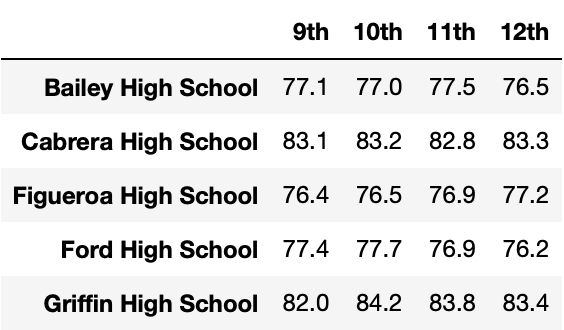 9th 10th 11th 12th
Bailey High School 77.1 77.0 77.5 76.5
Cabrera High School 83.1 83.2 82.8 83.3
Figueroa High School 76.4 76.5 76.9 77.2
Ford High School 77.4 77.7 76.9 76.2
Griffin High School 82.0 84.2 83.8 83.4